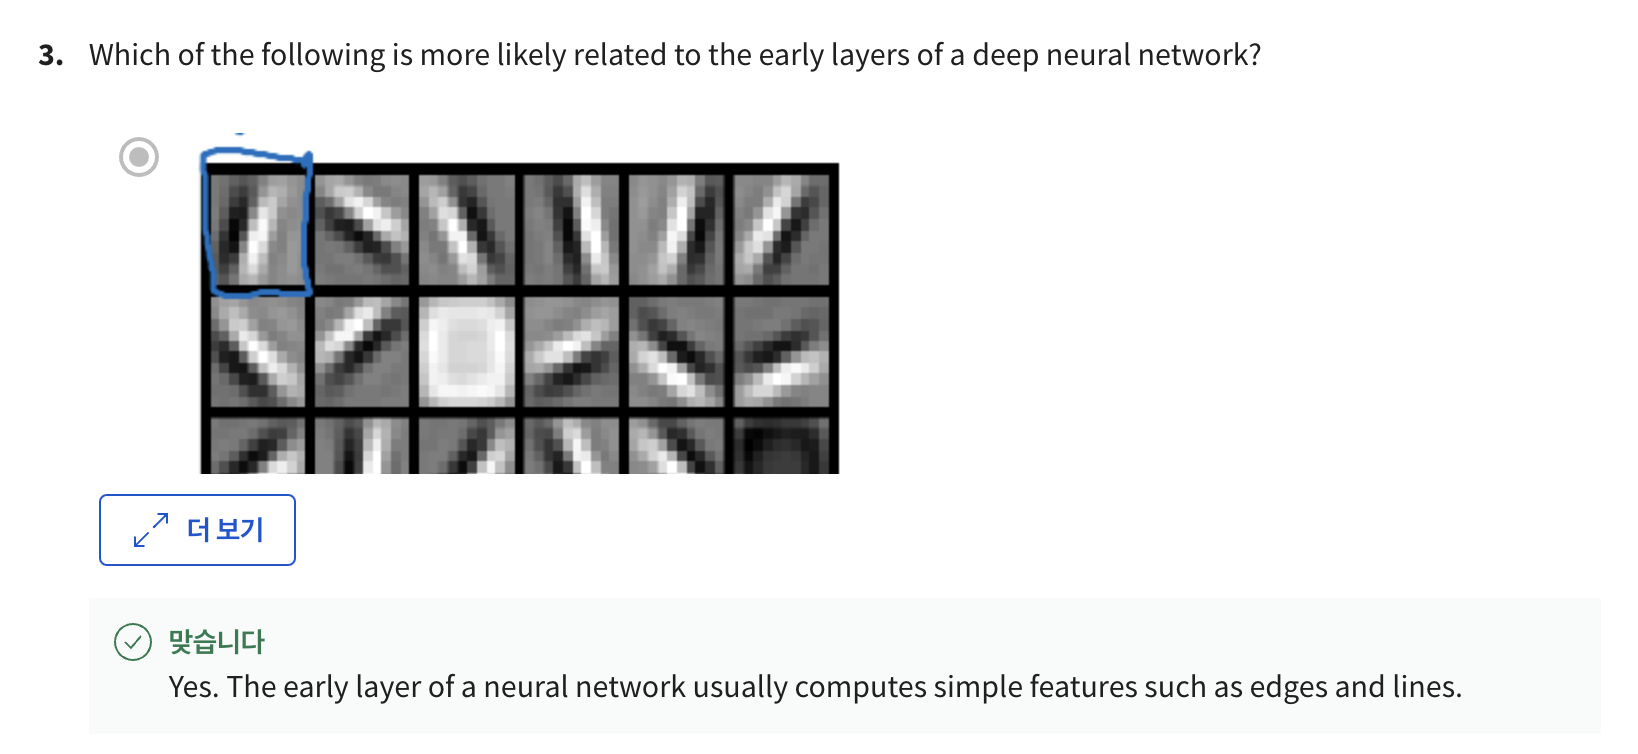 3. Which of the following is more likely related to the early layers of a deep neural network?
더 보기
맞습니다
Yes. The early layer of a neural network usually computes simple features such as edges and lines.